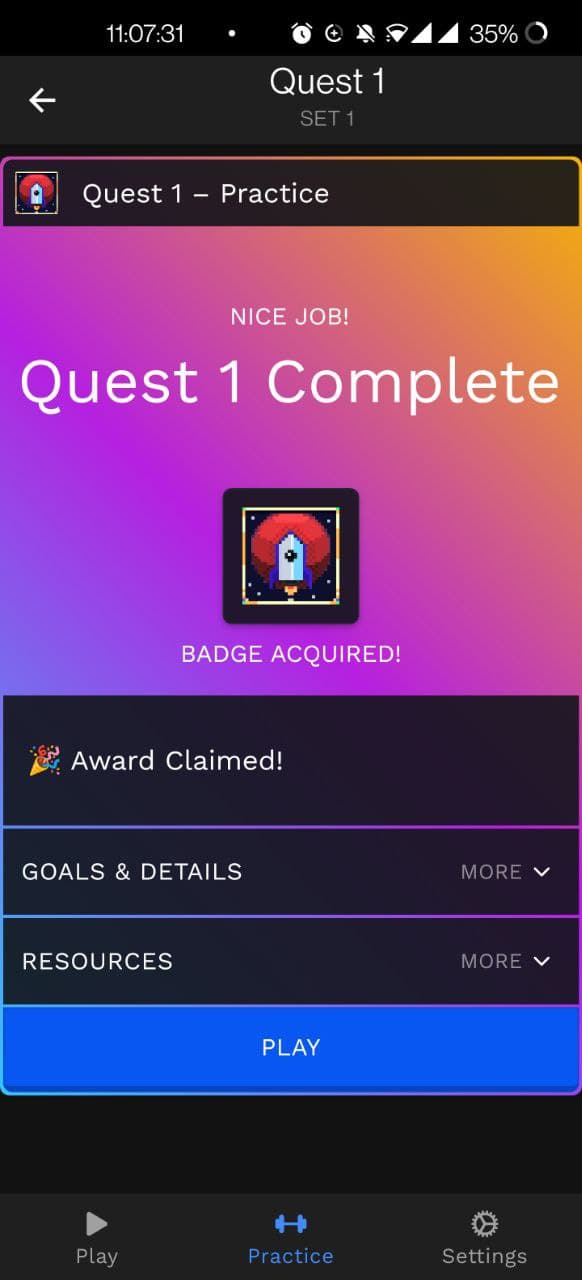 11:07:31
35%
Quest 1
SET 1
Quest 1 – Practice
NICE JOB!
Quest 1 Complete
BADGE ACQUIRED!
🎉 Award Claimed!
GOALS & DETAILS MORE
RESOURCES MORE
PLAY
Play Practice Settings